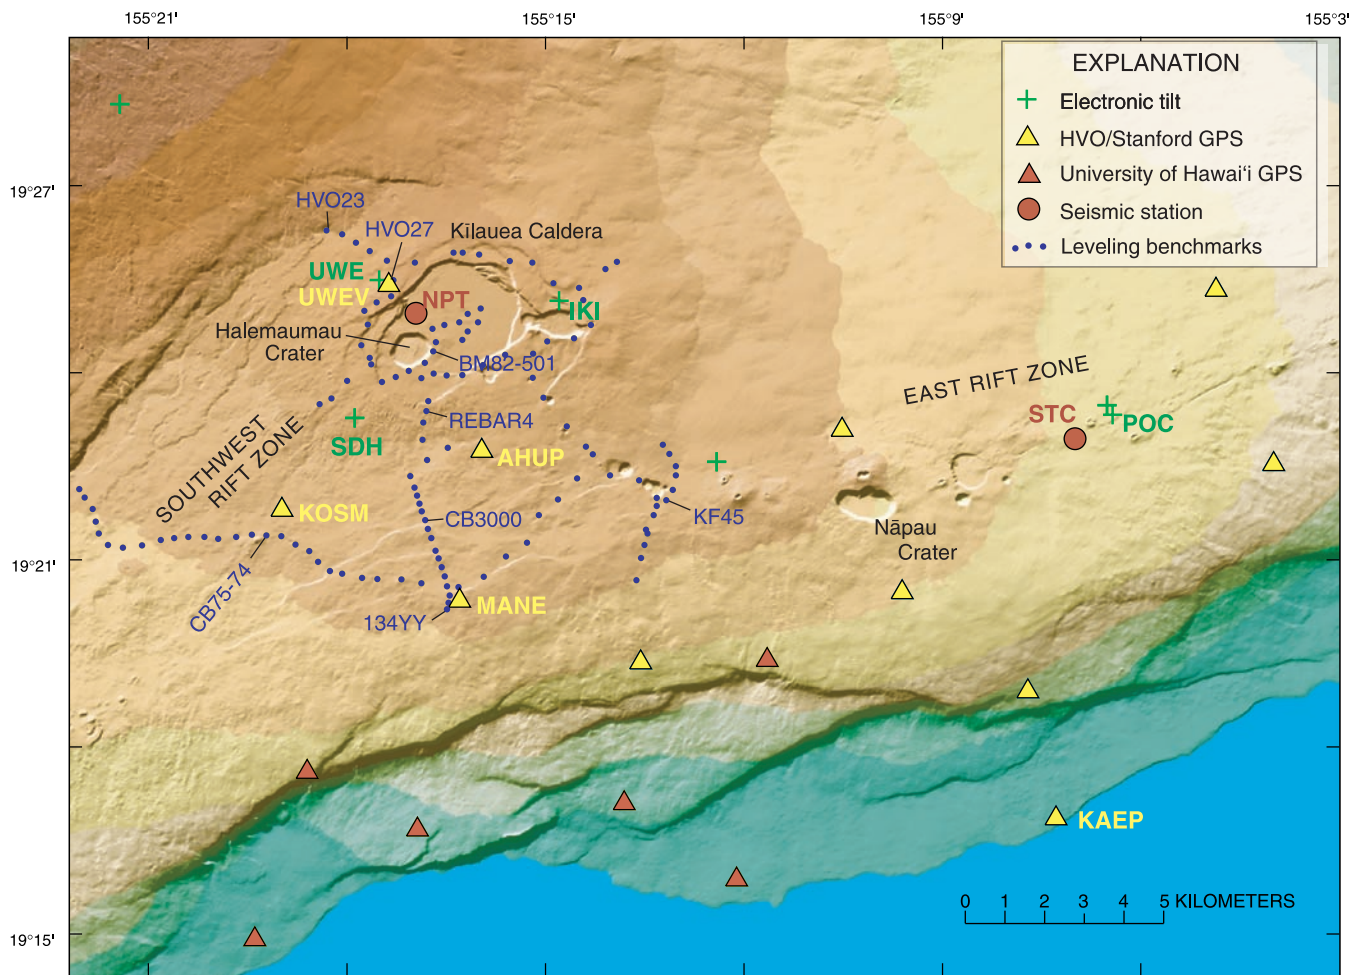 155°21'
155°15'
155°9'
155°3'
EXPLANATION
Electronic tilt
HVO/Stanford GPS
University of Hawai‘i GPS
Seismic station
Leveling benchmarks
19°27'
HVO23
HVO27
Kilauea Caldera
UWE
UWEV
NPT
IKI
Halemaumau
Crater
BM82-501
EAST RIFT ZONE
REBAR4
STC
POC
SDH
SOUTHWEST
RIFT ZONE
AHUP
KOSM
CB3000
KF45
Nāpau
Crater
19°21'
CB75-74
MANE
134YY
KAEP
0 1 2 3 4 5 KILOMETERS
19°15'